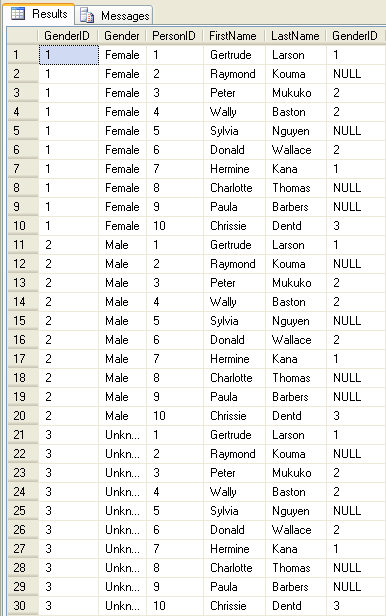 Results Messages
GenderID Gender PersonID FirstName LastName GenderID
1 1 Female 1 Gertrude Larson 1
2 1 Female 2 Raymond Kouma NULL
3 1 Female 3 Peter Mukuko 2
4 1 Female 4 Wally Baston 2
5 1 Female 5 Sylvia Nguyen NULL
6 1 Female 6 Donald Wallace 2
7 1 Female 7 Hermine Kana 1
8 1 Female 8 Charlotte Thomas NULL
9 1 Female 9 Paula Barbers NULL
10 1 Female 10 Chrissie Dentd 3
11 2 Male 1 Gertrude Larson 1
12 2 Male 2 Raymond Kouma NULL
13 2 Male 3 Peter Mukuko 2
14 2 Male 4 Wally Baston 2
15 2 Male 5 Sylvia Nguyen NULL
16 2 Male 6 Donald Wallace 2
17 2 Male 7 Hermine Kana 1
18 2 Male 8 Charlotte Thomas NULL
19 2 Male 9 Paula Barbers NULL
20 2 Male 10 Chrissie Dentd 3
21 3 Unkn... 1 Gertrude Larson 1
22 3 Unkn... 2 Raymond Kouma NULL
23 3 Unkn... 3 Peter Mukuko 2
24 3 Unkn... 4 Wally Baston 2
25 3 Unkn... 5 Sylvia Nguyen NULL
26 3 Unkn... 6 Donald Wallace 2
27 3 Unkn... 7 Hermine Kana 1
28 3 Unkn... 8 Charlotte Thomas NULL
29 3 Unkn... 9 Paula Barbers NULL
30 3 Unkn... 10 Chrissie Dentd 3